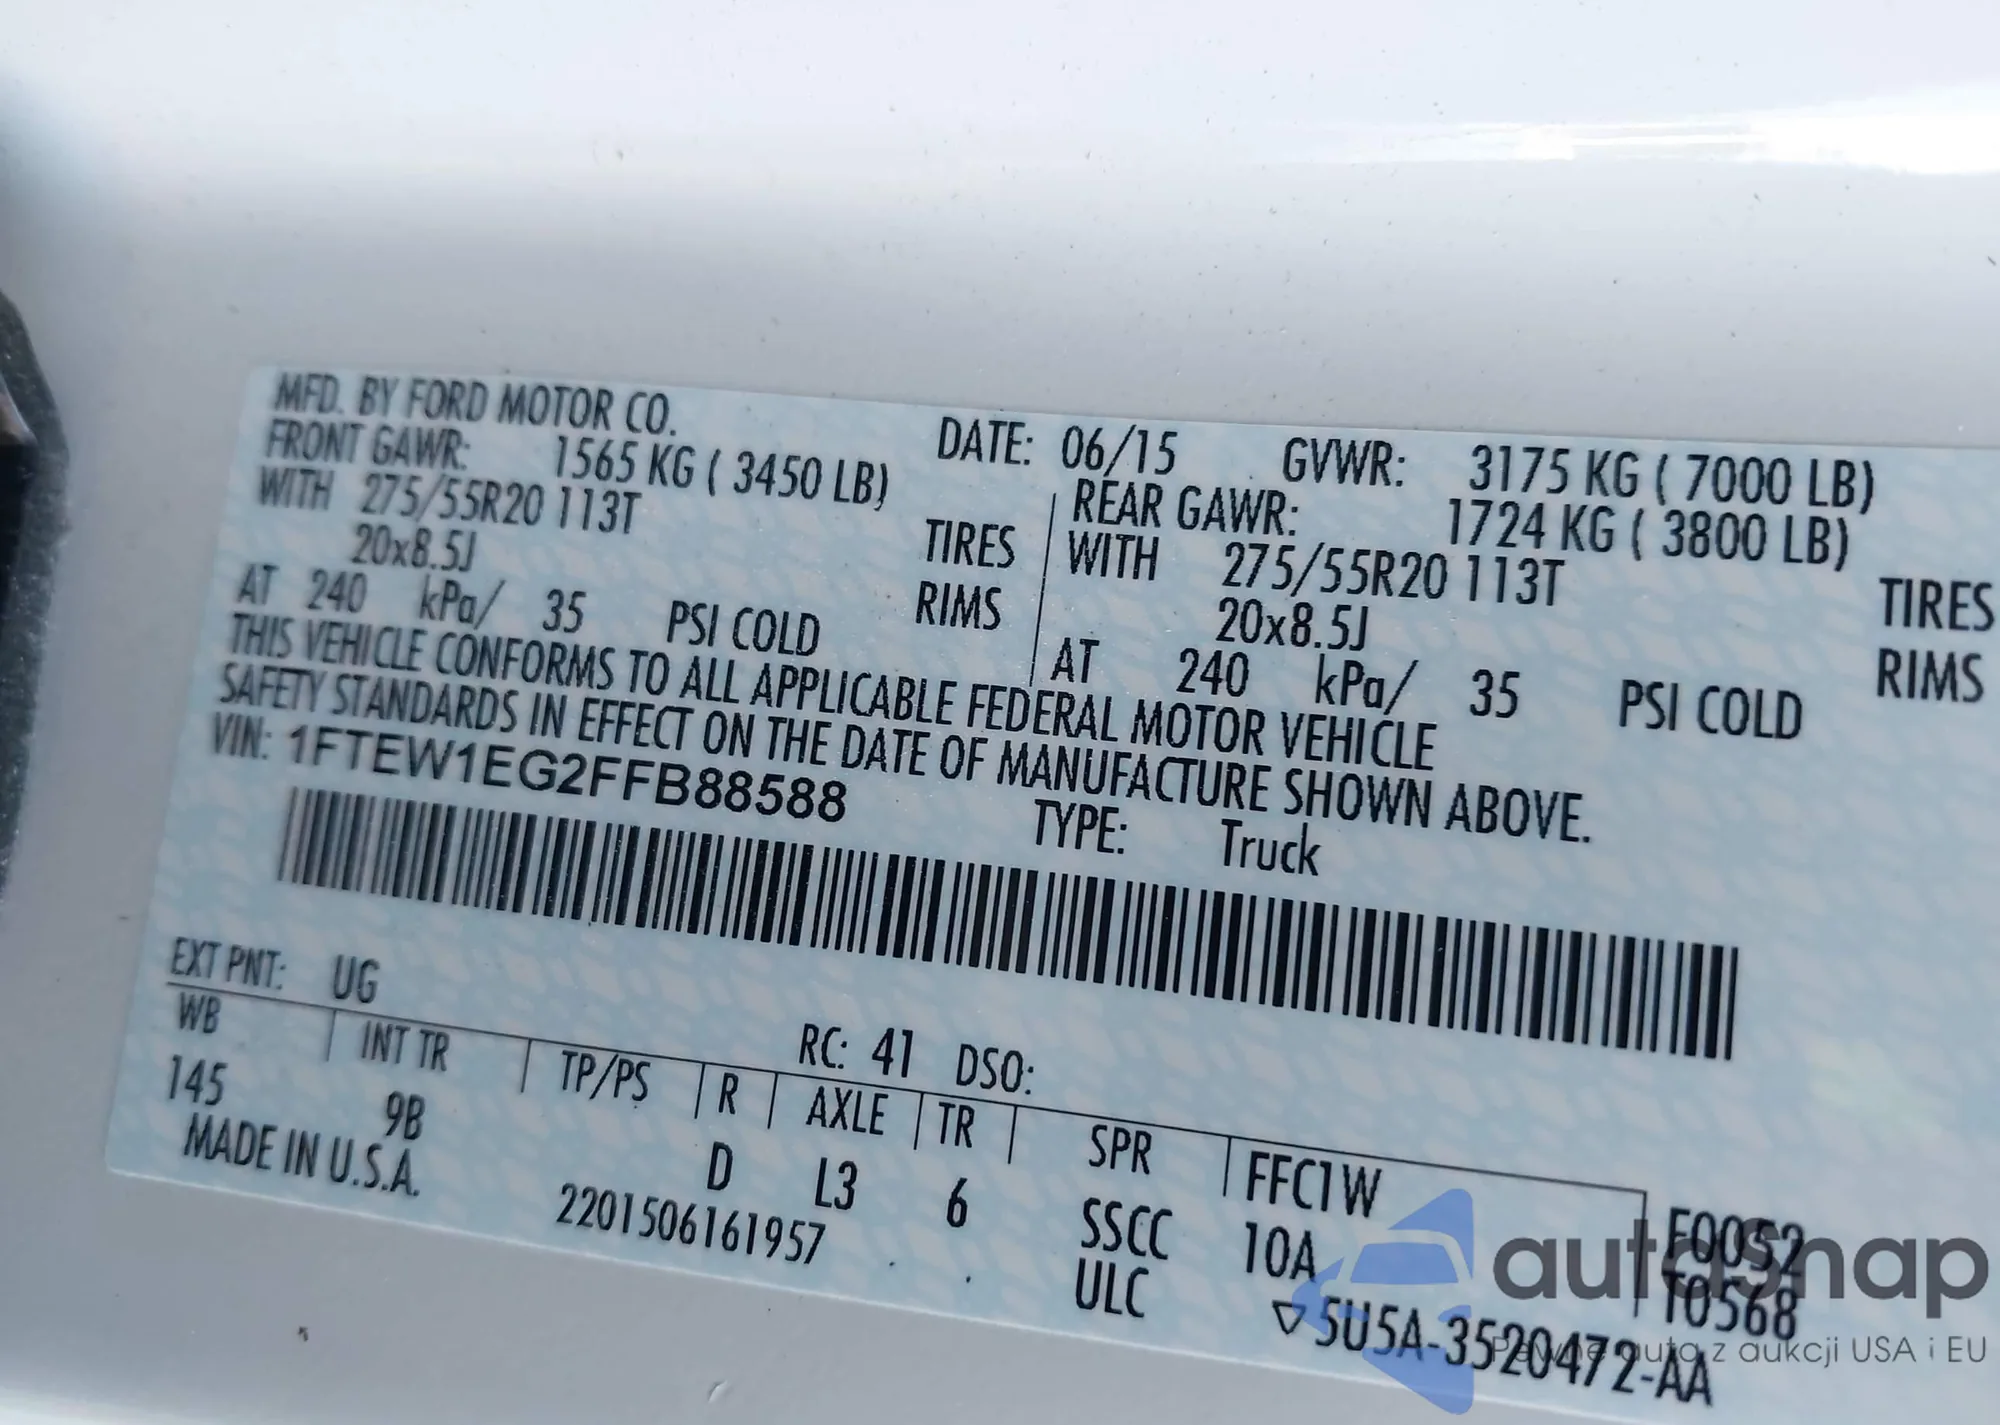 MFD. BY FORD MOTOR CO.
DATE: 06/15 GVWR: 3175 KG ( 7000 LB)
FRONT GAWR: 1565 KG ( 3450 LB)
REAR GAWR: 1724 KG ( 3800 LB)
WITH 275/55R20 113T TIRES
WITH 275/55R20 113T TIRES
20x8.5J RIMS
20x8.5J RIMS
AT 240 kPa/ 35 PSI COLD
AT 240 kPa/ 35 PSI COLD
THIS VEHICLE CONFORMS TO ALL APPLICABLE FEDERAL MOTOR VEHICLE
SAFETY STANDARDS IN EFFECT ON THE DATE OF MANUFACTURE SHOWN ABOVE.
VIN: 1FTEW1EG2FFB88588
TYPE: Truck
EXT PNT: UG RC: 41 DSO:
WB INT TR TP/PS R AXLE TR SPR FFC1W F0052
145 9B D L3 6 SSCC 10A T0568
MADE IN U.S.A. 2201506161957 ULC
▽5U5A-3520472-AA
autosnap
Pewne auta z aukcji USA i EU